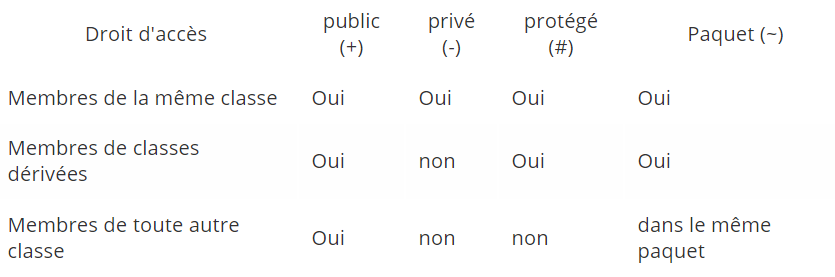 Droit d'accès public (+) privé (-) protégé (#) Paquet (~)
Membres de la même classe Oui Oui Oui Oui
Membres de classes dérivées Oui non Oui Oui
Membres de toute autre classe Oui non non dans le même paquet